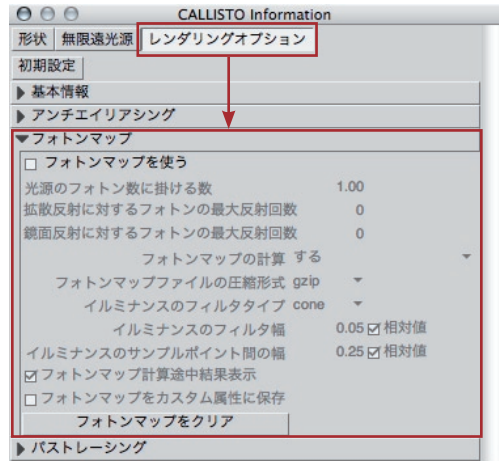 CALLISTO Information
形状 無限遠光源 レンダリングオプション
初期設定
基本情報
アンチエイリアシング
フォトンマップ
フォトンマップを使う
光源のフォトン数に掛ける数 1.00
拡散反射に対するフォトンの最大反射回数 0
鏡面反射に対するフォトンの最大反射回数 0
フォトンマップの計算 する
フォトンマップファイルの圧縮形式 gzip
イルミナンスのフィルタタイプ cone
イルミナンスのフィルタ幅 0.05 相対値
イルミナンスのサンプルポイント間の幅 0.25 相対値
フォトンマップ計算途中結果表示
フォトンマップをカスタム属性に保存
フォトンマップをクリア
パストレーシング